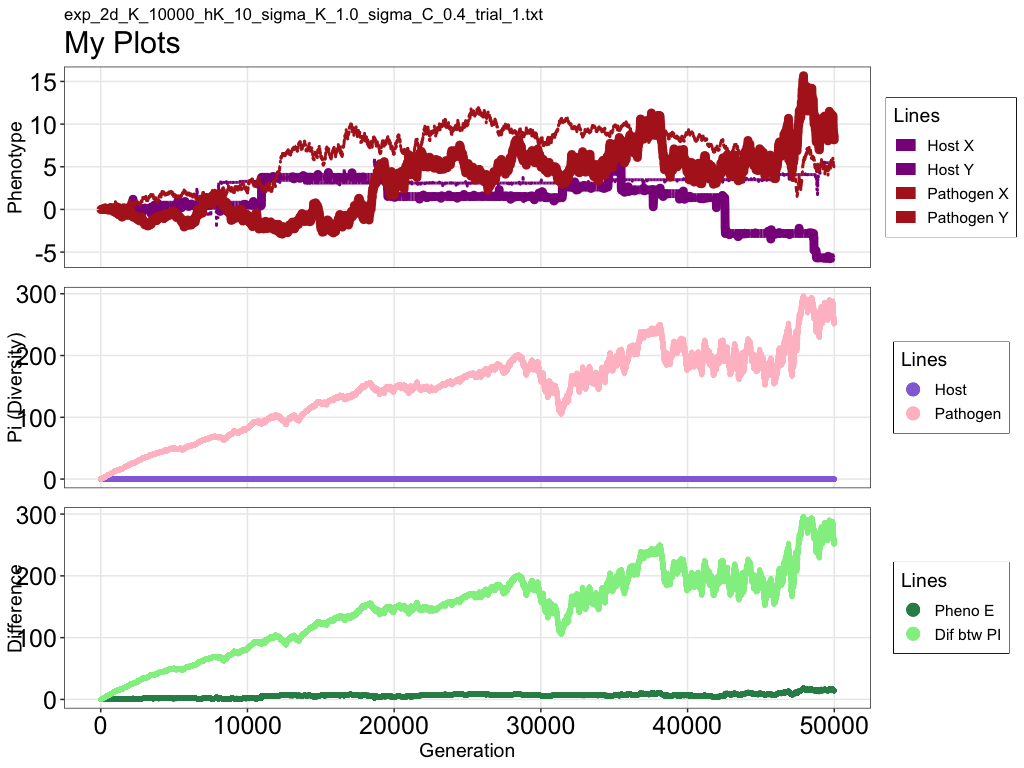 exp_2d_K_10000_hK_10_sigma_K_1.0_sigma_C_0.4_trial_1.txt
My Plots
Phenotype
15
10
5
0
-5
Lines
Host X
Host Y
Pathogen X
Pathogen Y
Pi (Diversity)
300
200
100
0
Lines
Host
Pathogen
Difference
300
200
100
0
Lines
Pheno E
Dif btw PI
0 10000 20000 30000 40000 50000
Generation